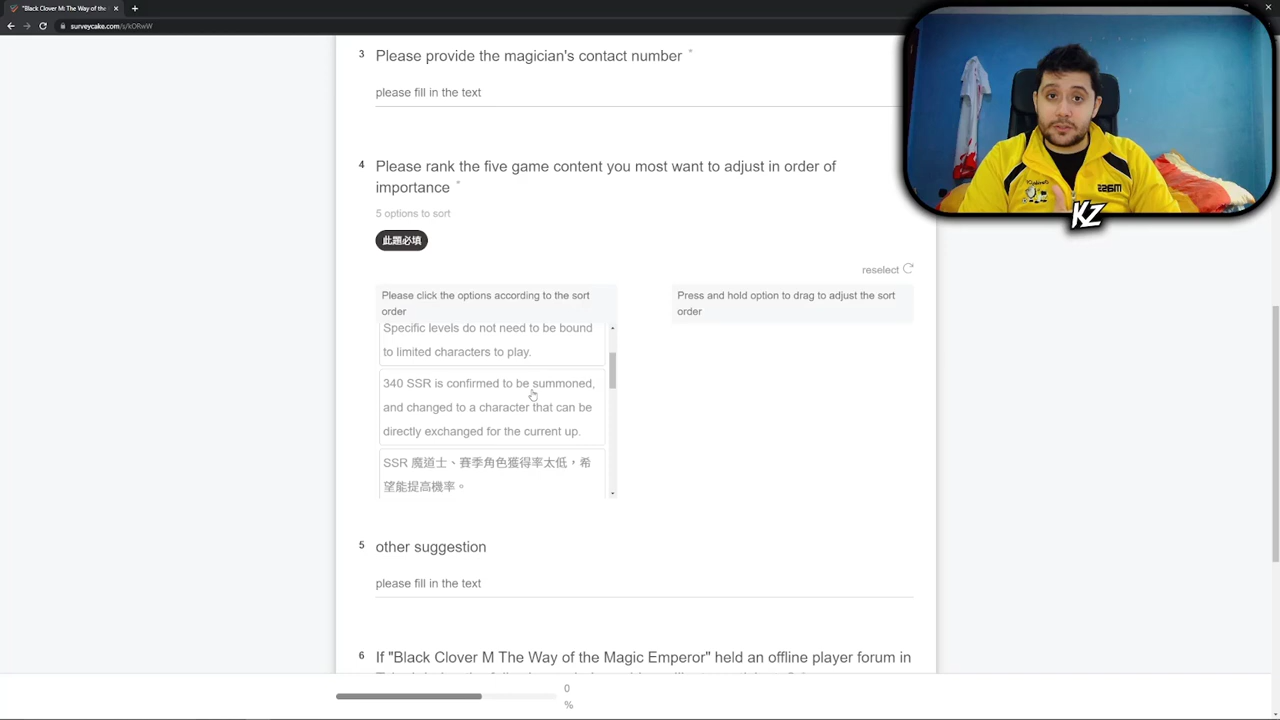 "Black Clover M: The Way of the
surveycake.com/s/kORwW
3 Please provide the magician's contact number *
please fill in the text
4 Please rank the five game content you most want to adjust in order of
importance *
5 options to sort
此題必填
reselect
Please click the options according to the sort
order
Press and hold option to drag to adjust the sort
order
Specific levels do not need to be bound
to limited characters to play.
340 SSR is confirmed to be summoned,
and changed to a character that can be
directly exchanged for the current up.
SSR 魔道士、賽季角色獲得率太低，希
望能提高機率。
5 other suggestion
please fill in the text
6 If "Black Clover M The Way of the Magic Emperor" held an offline player forum in
0
%
KZ
MASS